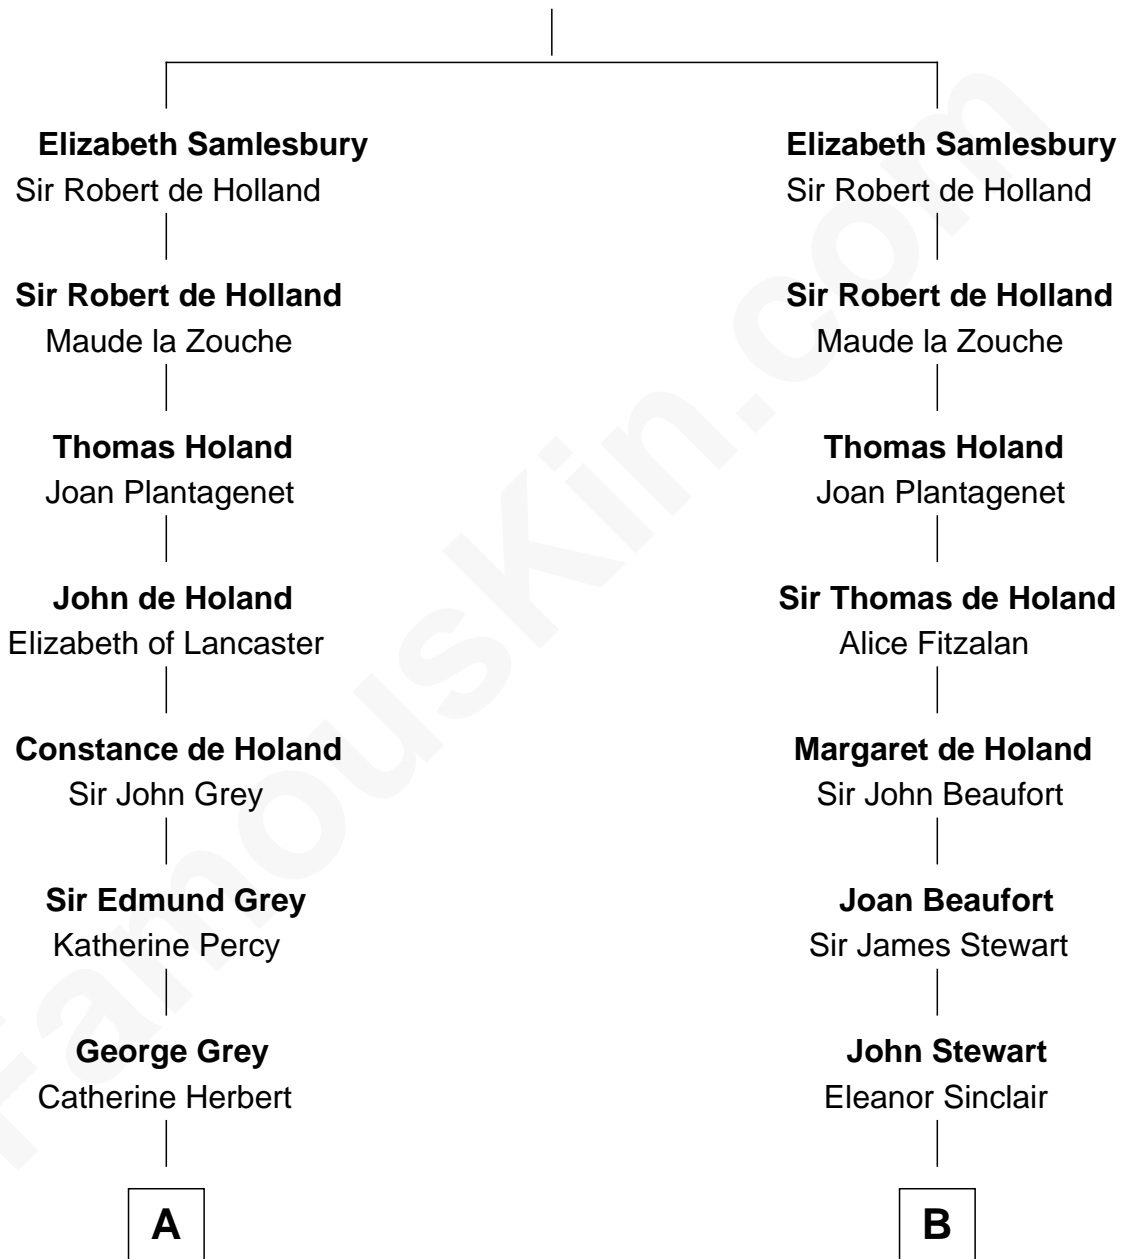 Elizabeth Samlesbury
Sir Robert de Holland
Sir Robert de Holland
Maude la Zouche
Thomas Holand
Joan Plantagenet
John de Holand
Elizabeth of Lancaster
Constance de Holand
Sir John Grey
Sir Edmund Grey
Katherine Percy
George Grey
Catherine Herbert
A
Elizabeth Samlesbury
Sir Robert de Holland
Sir Robert de Holland
Maude la Zouche
Thomas Holand
Joan Plantagenet
Sir Thomas de Holand
Alice Fitzalan
Margaret de Holand
Sir John Beaufort
Joan Beaufort
Sir James Stewart
John Stewart
Eleanor Sinclair
B
FamousKin.com